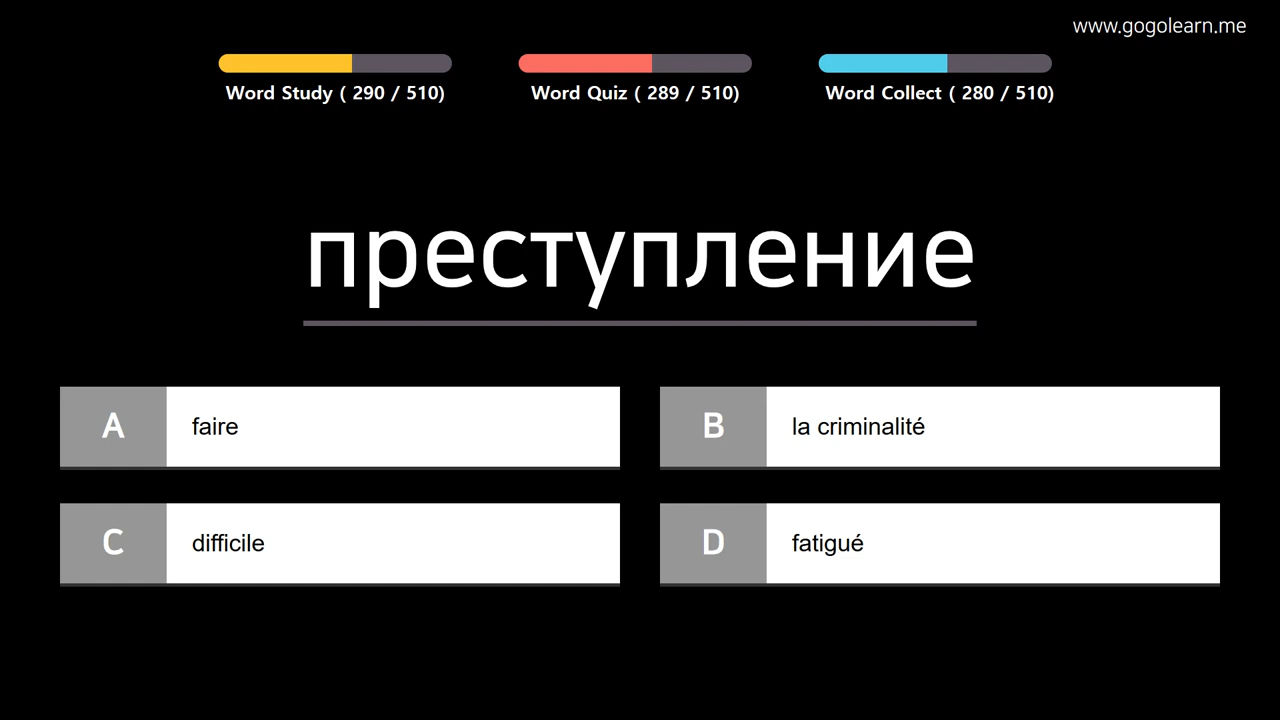 www.gogolearn.me
Word Study ( 290 / 510)
Word Quiz ( 289 / 510)
Word Collect ( 280 / 510)
преступление
A faire
B la criminalité
C difficile
D fatigué